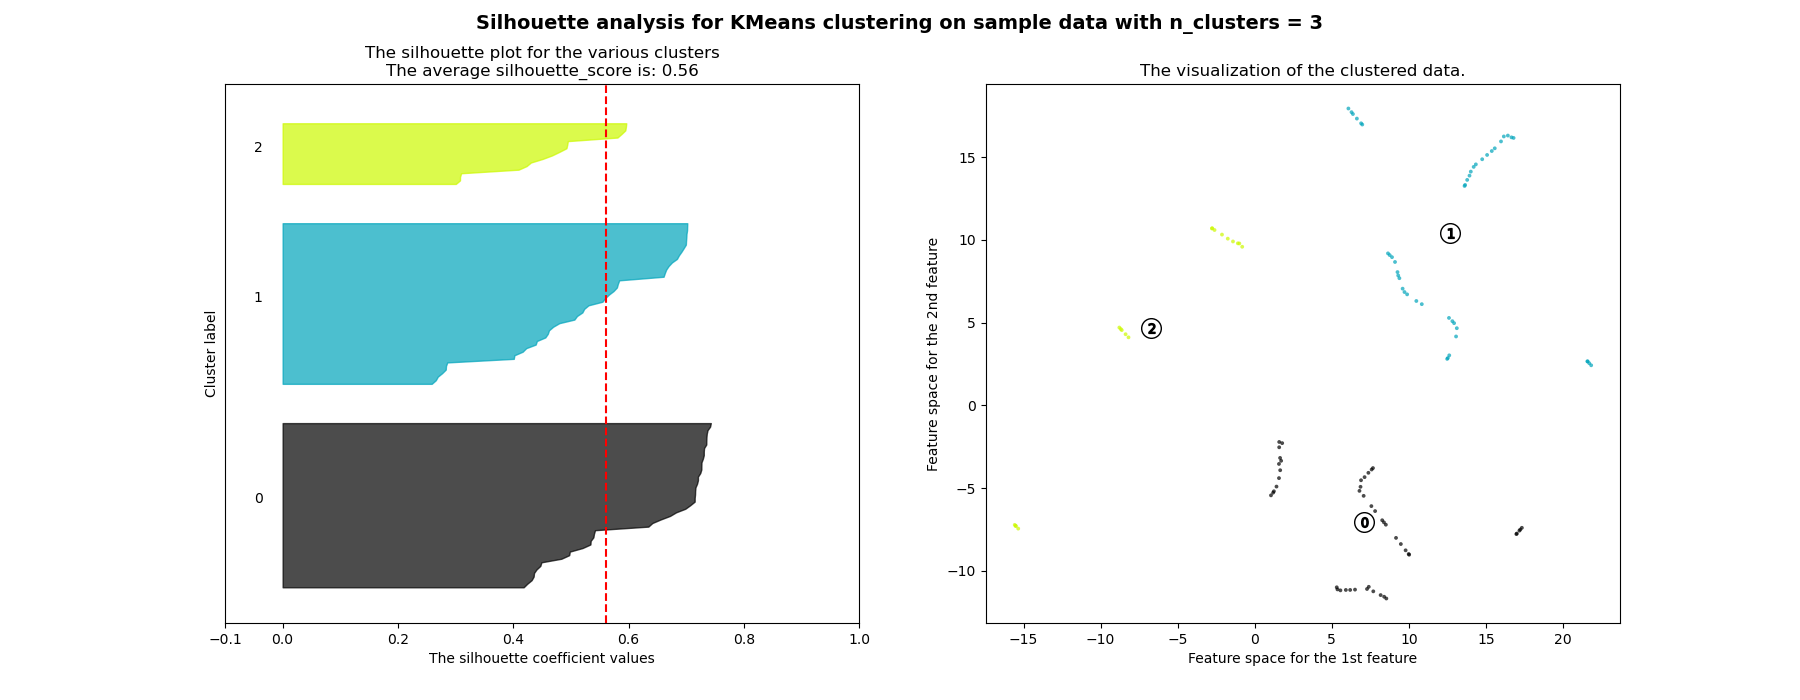 Silhouette analysis for KMeans clustering on sample data with n_clusters = 3
The silhouette plot for the various clusters
The average silhouette_score is: 0.56
2
1
0
Cluster label
−0.1 0.0 0.2 0.4 0.6 0.8 1.0
The silhouette coefficient values
The visualization of the clustered data.
15
10
5
0
−5
−10
Feature space for the 2nd feature
1
2
0
−15 −10 −5 0 5 10 15 20
Feature space for the 1st feature